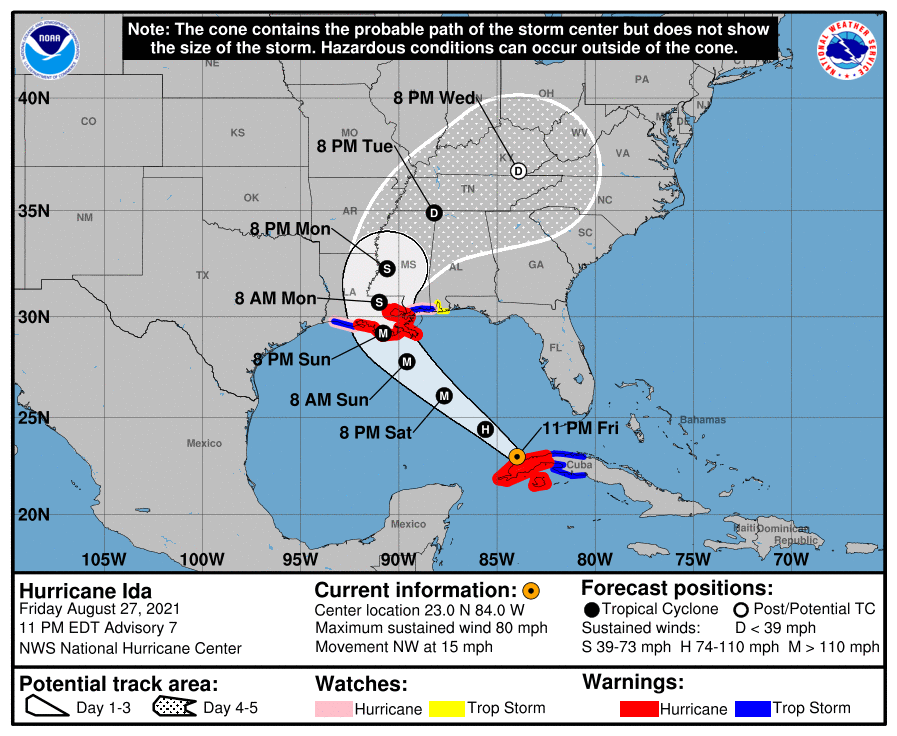 Note: The cone contains the probable path of the storm center but does not show
the size of the storm. Hazardous conditions can occur outside of the cone.
NOAA
NATIONAL WEATHER SERVICE
NE
PA
NJ
OH
40N
8 PM Wed
CO
KS
MO
WV
DE
8 PM Tue
KY
VA
D
OK
TN
NC
35N
AR
D
NM
8 PM Mon
SC
S
MS
AL
GA
TX
LA
8 AM Mon
S
30N
8 PM Sun
M
FL
M
8 AM Sun
M
25N
8 PM Sat
H
11 PM Fri
Bahamas
Mexico
Cuba
20N
Mexico
Haiti
Dominican
Republic
105W
100W
95W
90W
85W
80W
75W
70W
Hurricane Ida
Friday August 27, 2021
11 PM EDT Advisory 7
NWS National Hurricane Center
Current information:
Center location 23.0 N 84.0 W
Maximum sustained wind 80 mph
Movement NW at 15 mph
Forecast positions:
Tropical Cyclone Post/Potential TC
Sustained winds: D < 39 mph
S 39-73 mph H 74-110 mph M > 110 mph
Potential track area:
Day 1-3 Day 4-5
Watches:
Hurricane Trop Storm
Warnings:
Hurricane Trop Storm